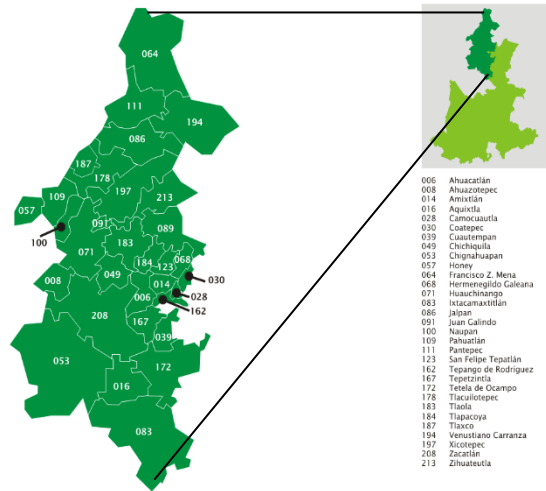 064
111
194
086
187
178
109
197
213
057
091
089
100
183
071
184
123
068
049
014
030
008
006
028
208
162
167
039
053
172
016
083
006 Ahuacatlán
008 Ahuazotepec
014 Amixtlán
016 Aquixtla
028 Camocuautla
030 Coatepec
039 Cuautempan
049 Chichiquila
053 Chignahuapan
057 Honey
064 Francisco Z. Mena
068 Hermenegildo Galeana
071 Huauchinango
083 Ixtacamaxtitlán
086 Jalpan
091 Juan Galindo
100 Naupan
109 Pahuatlán
111 Pantepec
123 San Felipe Tepatlán
162 Tepango de Rodríguez
167 Tepetzintla
172 Tetela de Ocampo
178 Tlacuilotepec
183 Tlaola
184 Tlapacoya
187 Tlaxco
194 Venustiano Carranza
197 Xicotepec
208 Zacatlán
213 Zihuateutla